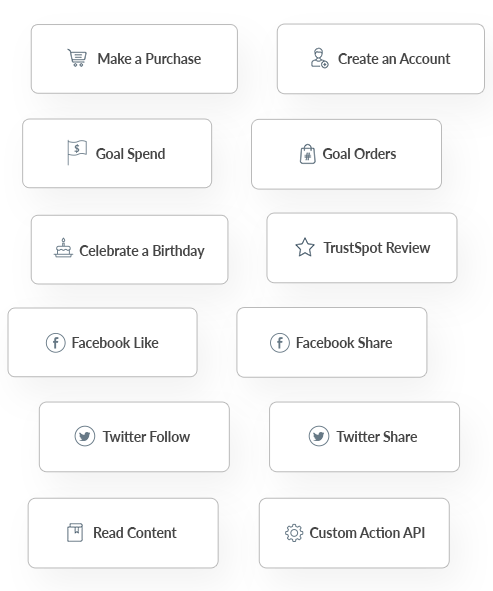 Make a Purchase
Create an Account
$
Goal Spend
#
Goal Orders
Celebrate a Birthday
TrustSpot Review
f
Facebook Like
f
Facebook Share
Twitter Follow
Twitter Share
Read Content
Custom Action API